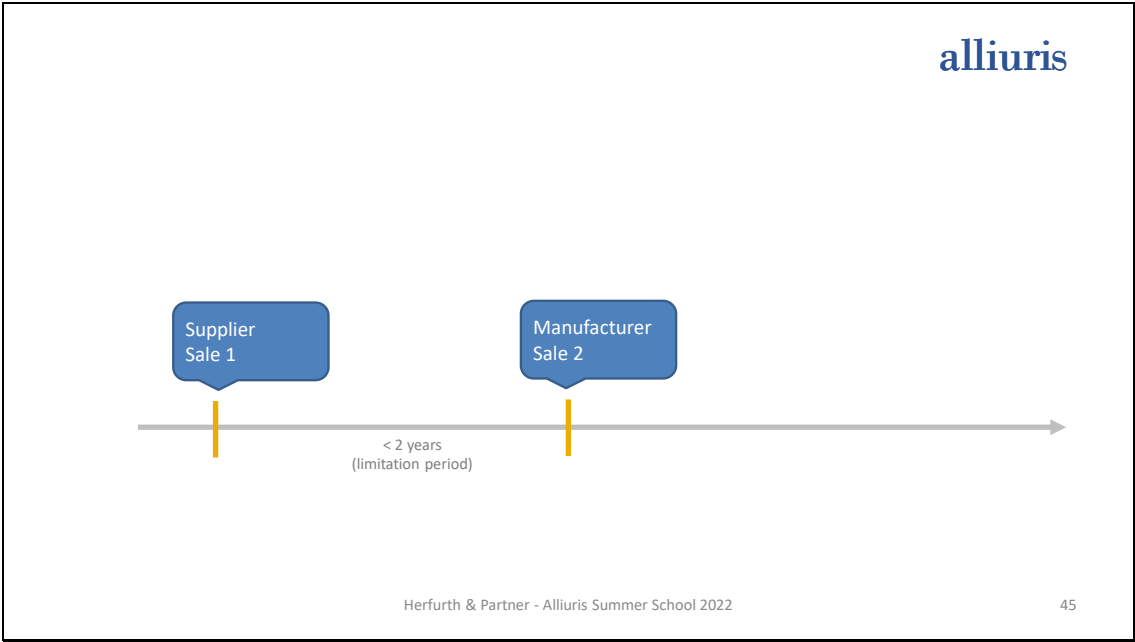 alliuris
Supplier
Sale 1
Manufacturer
Sale 2
< 2 years
(limitation period)
Herfurth & Partner - Alliuris Summer School 2022
45